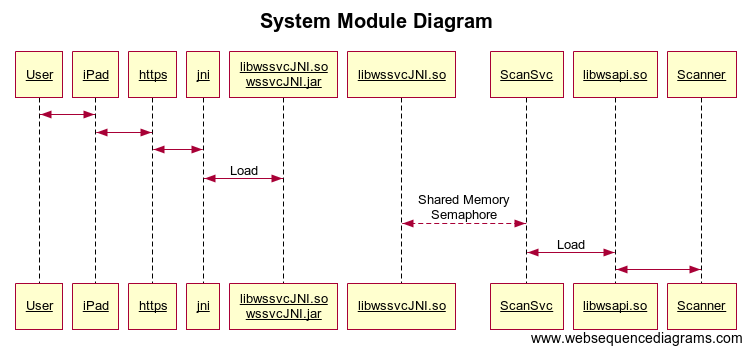 System Module Diagram
User iPad https jni libwssvcJNI.so libwssvcJNI.so ScanSvc libwsapi.so Scanner
wssvcJNI.jar
Load
Shared Memory
Semaphore
Load
User iPad https jni libwssvcJNI.so libwssvcJNI.so ScanSvc libwsapi.so Scanner
wssvcJNI.jar
www.websequencediagrams.com